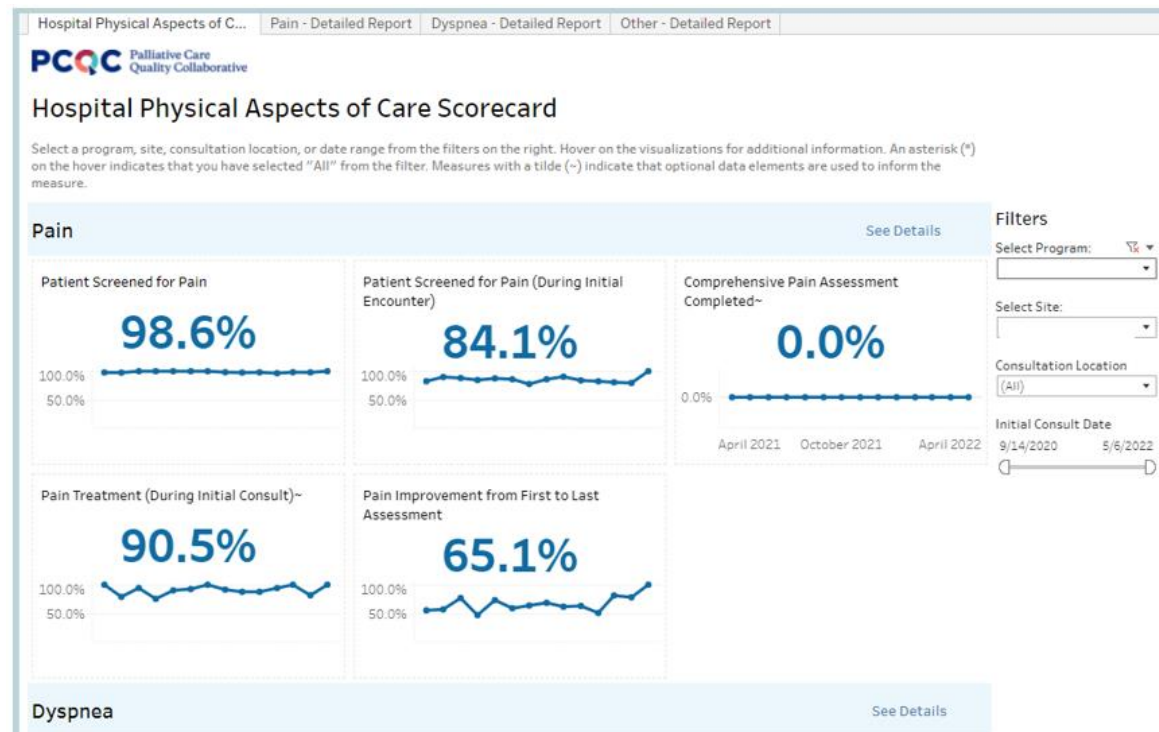 Hospital Physical Aspects of C...
Pain - Detailed Report
Dyspnea - Detailed Report
Other - Detailed Report
PCQC
Palliative Care
Quality Collaborative
Hospital Physical Aspects of Care Scorecard
Select a program, site, consultation location, or date range from the filters on the right. Hover on the visualizations for additional information. An asterisk (*)
on the hover indicates that you have selected "All" from the filter. Measures with a tilde (~) indicate that optional data elements are used to inform the
measure.
Pain
See Details
Patient Screened for Pain
98.6%
100.0%
50.0%
Patient Screened for Pain (During Initial
Encounter)
84.1%
100.0%
50.0%
Comprehensive Pain Assessment
Completed~
0.0%
0.0%
April 2021
October 2021
April 2022
Pain Treatment (During Initial Consult)~
90.5%
100.0%
50.0%
Pain Improvement from First to Last
Assessment
65.1%
100.0%
50.0%
Dyspnea
See Details
Filters
Select Program:
Select Site:
Consultation Location
(All)
Initial Consult Date
9/14/2020
5/6/2022